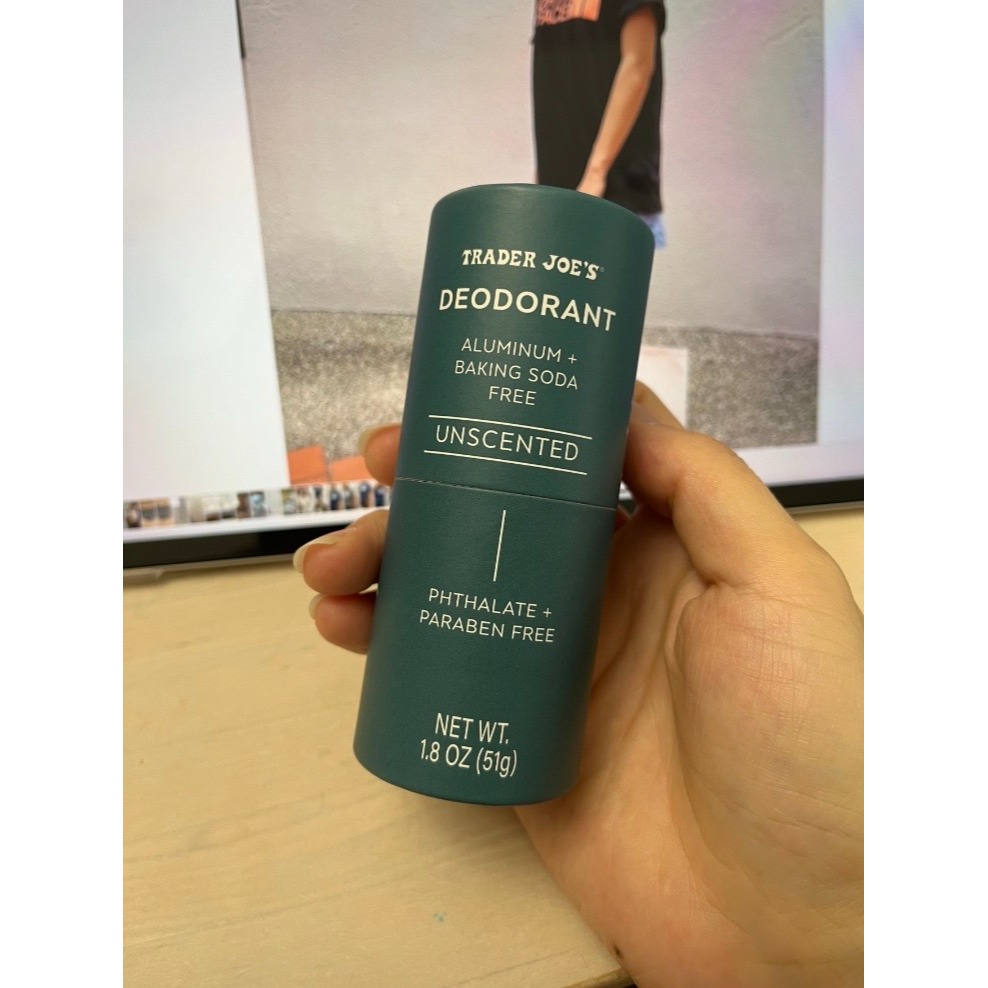 TRADER JOE'S
DEODORANT
ALUMINUM +
BAKING SODA
FREE
UNSCENTED
PHTHALATE +
PARABEN FREE
NET WT.
1.8 OZ (51g)